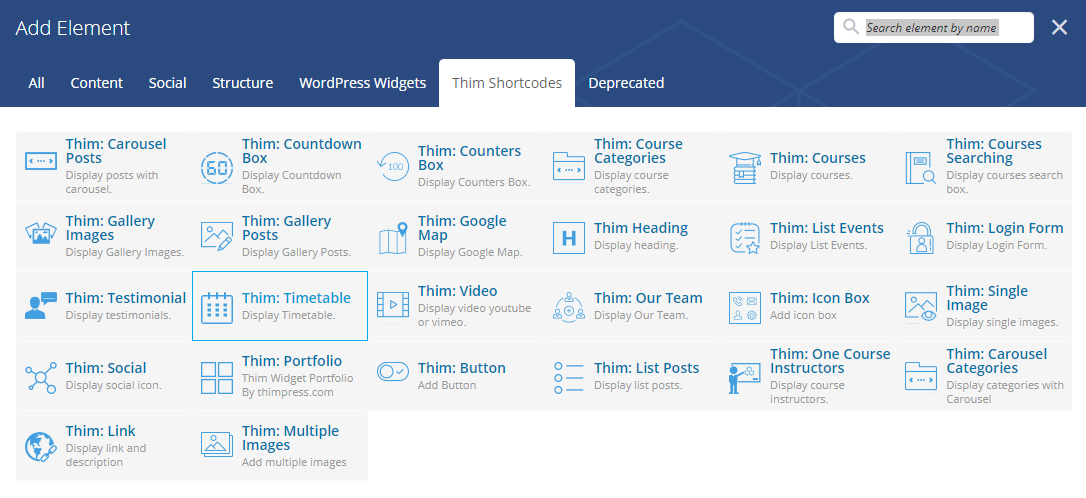 Add Element
Search element by name
All
Content
Social
Structure
WordPress Widgets
Thim Shortcodes
Deprecated
Thim: Carousel
Posts
Display posts with
carousel.
Thim: Countdown
Box
Display Countdown
Box.
60
Thim: Counters
Box
Display Counters Box.
100
Thim: Course
Categories
Display course
categories.
Thim: Courses
Display courses.
Thim: Courses
Searching
Display courses search
box.
Thim: Gallery
Images
Display Gallery Images.
Thim: Gallery
Posts
Display Gallery Posts.
Thim: Google
Map
Display Google Map.
H
Thim Heading
Display heading.
Thim: List Events
Display List Events.
Thim: Login Form
Display Login Form.
Thim: Testimonial
Display testimonials.
Thim: Timetable
Display Timetable.
Thim: Video
Display video youtube
or vimeo.
Thim: Our Team
Display Our Team.
Thim: Icon Box
Add icon box
Thim: Single
Image
Display single images.
Thim: Social
Display social icon.
Thim: Portfolio
Thim Widget Portfolio
By thimpress.com
Thim: Button
Add Button
Thim: List Posts
Display list posts.
Thim: One Course
Instructors
Display course
instructors.
Thim: Carousel
Categories
Display categories with
Carousel
Thim: Link
Display link and
description
Thim: Multiple
Images
Add multiple images